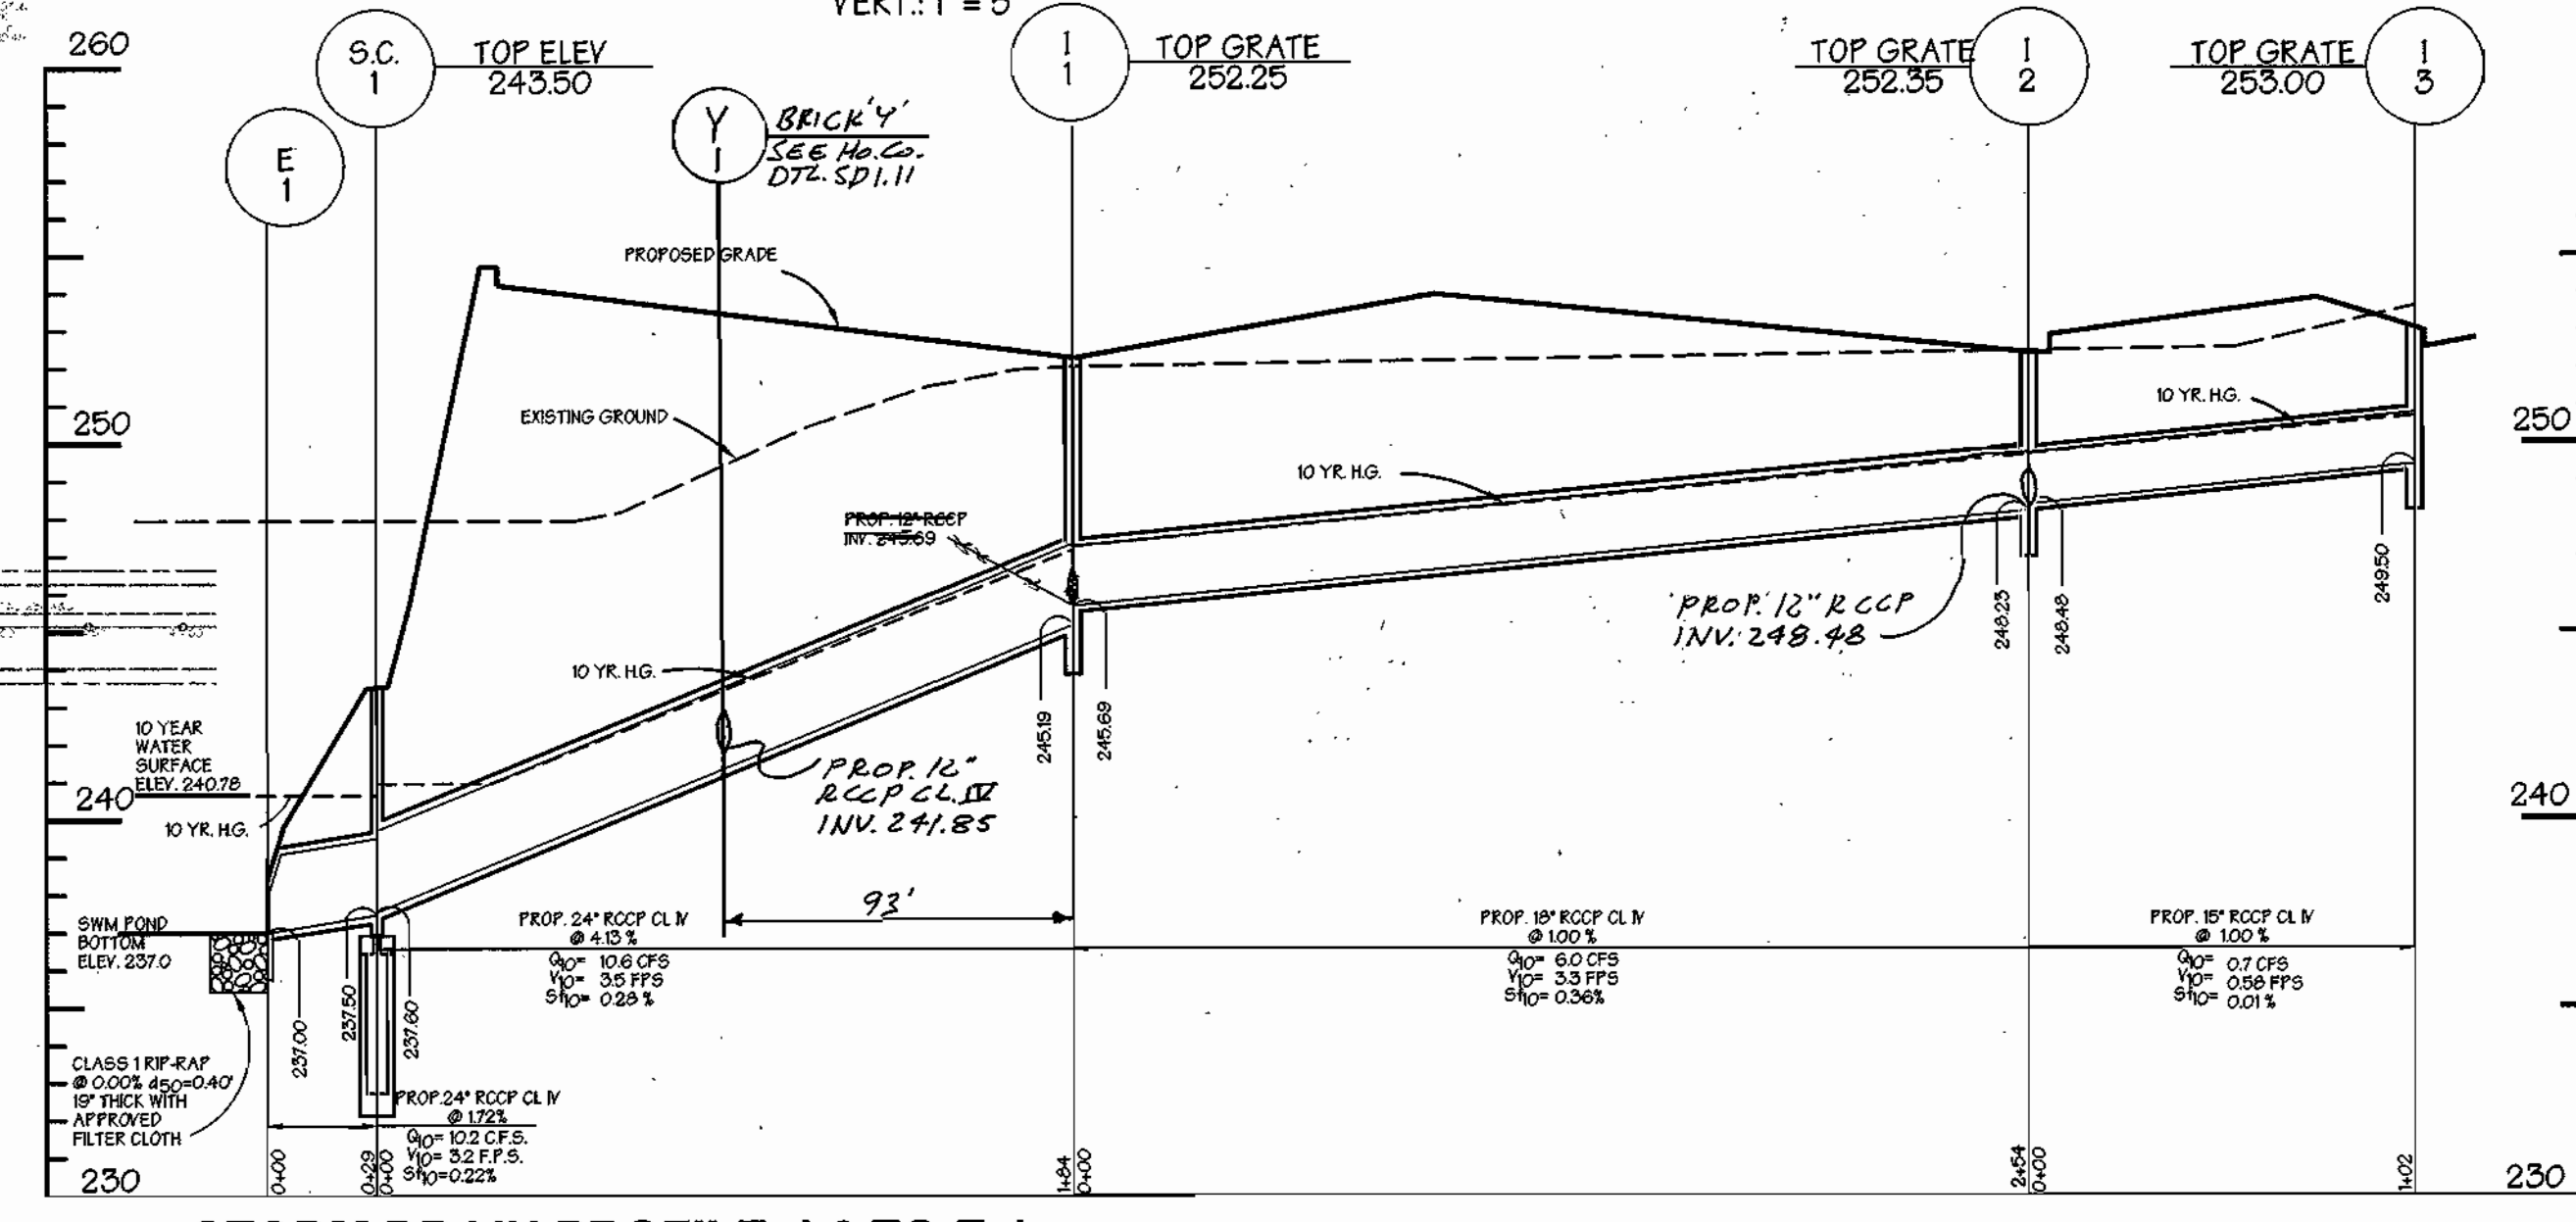 VERT.: 1" = 5'
260
S.C.
1
TOP ELEV
243.50
E
1
Y
1
BRICK 'Y'
SEE HO. CO.
DTL. SD 1.11
I
1
TOP GRATE
252.25
TOP GRATE
252.35
I
2
TOP GRATE
253.00
I
3
PROPOSED GRADE
EXISTING GROUND
250
250
10 YR. H.G.
10 YR. H.G.
PROP. 12" RCCP
INV. 245.69
10 YR. H.G.
245.19
245.69
'PROP.' 12" RCCP
INV. 248.48
248.23
248.48
249.50
10 YEAR
WATER
SURFACE
ELEV. 240.78
240
240
10 YR. H.G.
PROP. 12"
RCCP CL. IV
INV. 241.85
93'
SWM POND
BOTTOM
ELEV. 237.0
237.00
237.50
237.60
PROP. 24" RCCP CL IV
@ 4.13 %
Q10= 10.6 CFS
V10= 3.5 FPS
Sf10= 0.28 %
PROP. 18" RCCP CL IV
@ 1.00 %
Q10= 6.0 CFS
V10= 3.3 FPS
Sf10= 0.36%
PROP. 15" RCCP CL IV
@ 1.00 %
Q10= 0.7 CFS
V10= 0.58 FPS
Sf10= 0.01 %
CLASS 1 RIP-RAP
@ 0.00% d50=0.40'
19" THICK WITH
APPROVED
FILTER CLOTH
PROP.24" RCCP CL IV
@ 1.72%
Q10= 10.2 C.F.S.
V10= 3.2 F.P.S.
Sf10=0.22%
230
0+00
0+29
0+00
1+84
0+00
2+54
0+00
1+02
230